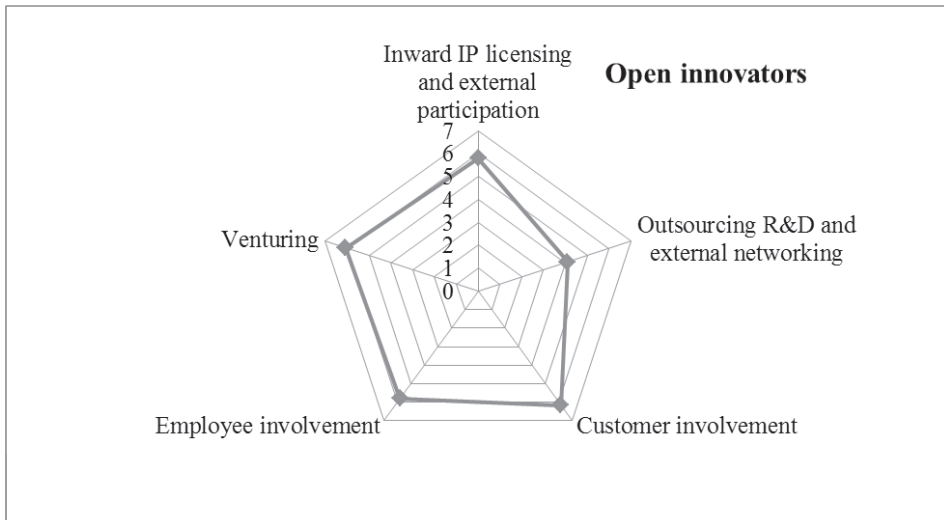 Inward IP licensing
and external
participation
Open innovators
7
6
5
4
3
2
1
0
Outsourcing R&D and
external networking
Venturing
Employee involvement
Customer involvement